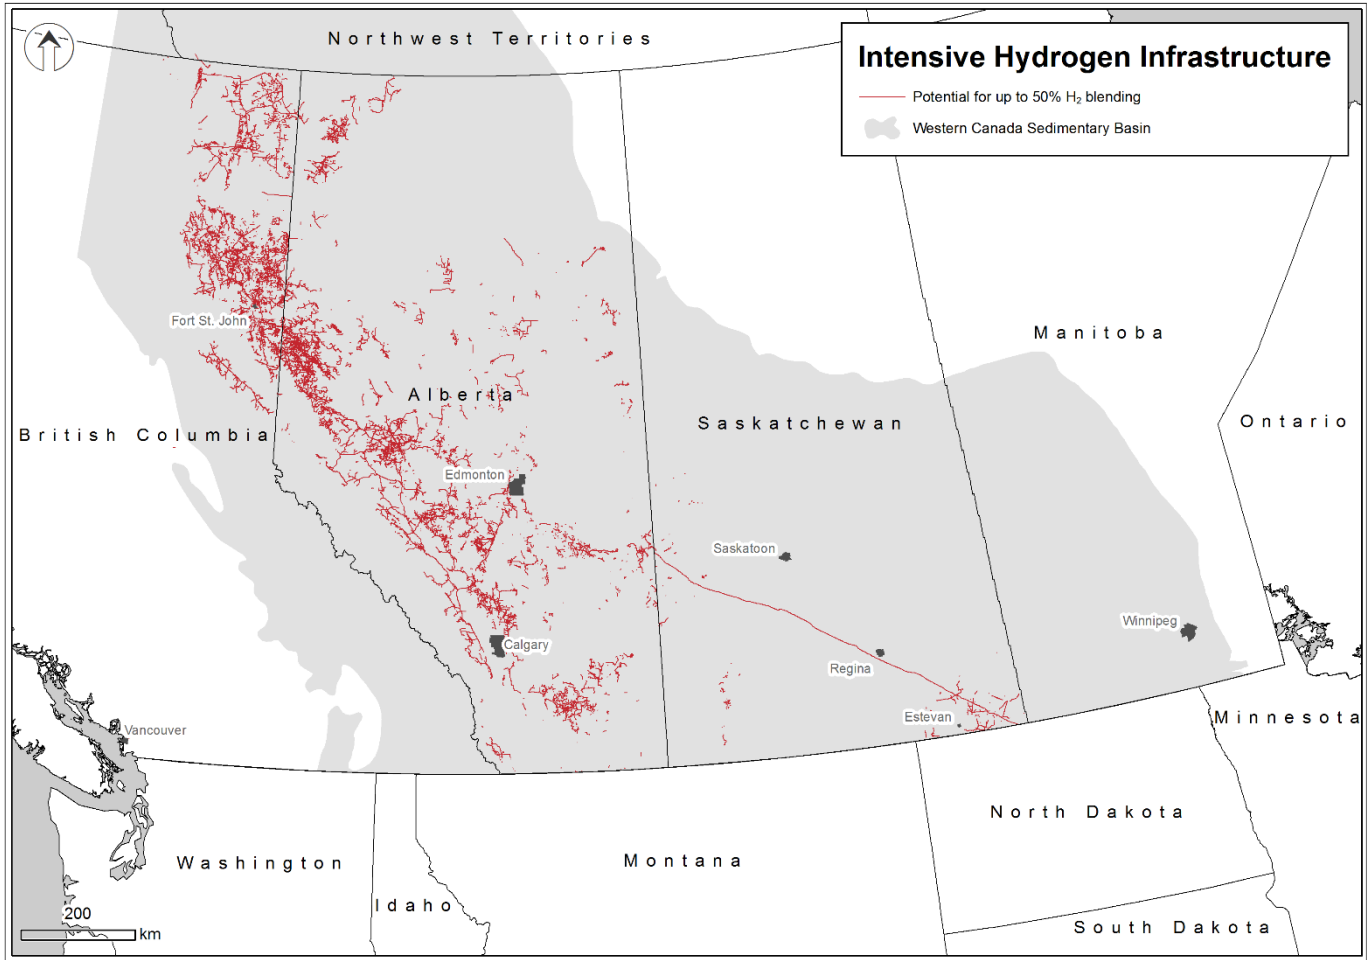 Northwest Territories
Intensive Hydrogen Infrastructure
Potential for up to 50% H₂ blending
Western Canada Sedimentary Basin
Fort St. John
Manitoba
Alberta
Saskatchewan
Ontario
British Columbia
Edmonton
Saskatoon
Winnipeg
Calgary
Regina
Estevan
Minnesota
Vancouver
North Dakota
Washington
Montana
Idaho
200
km
South Dakota